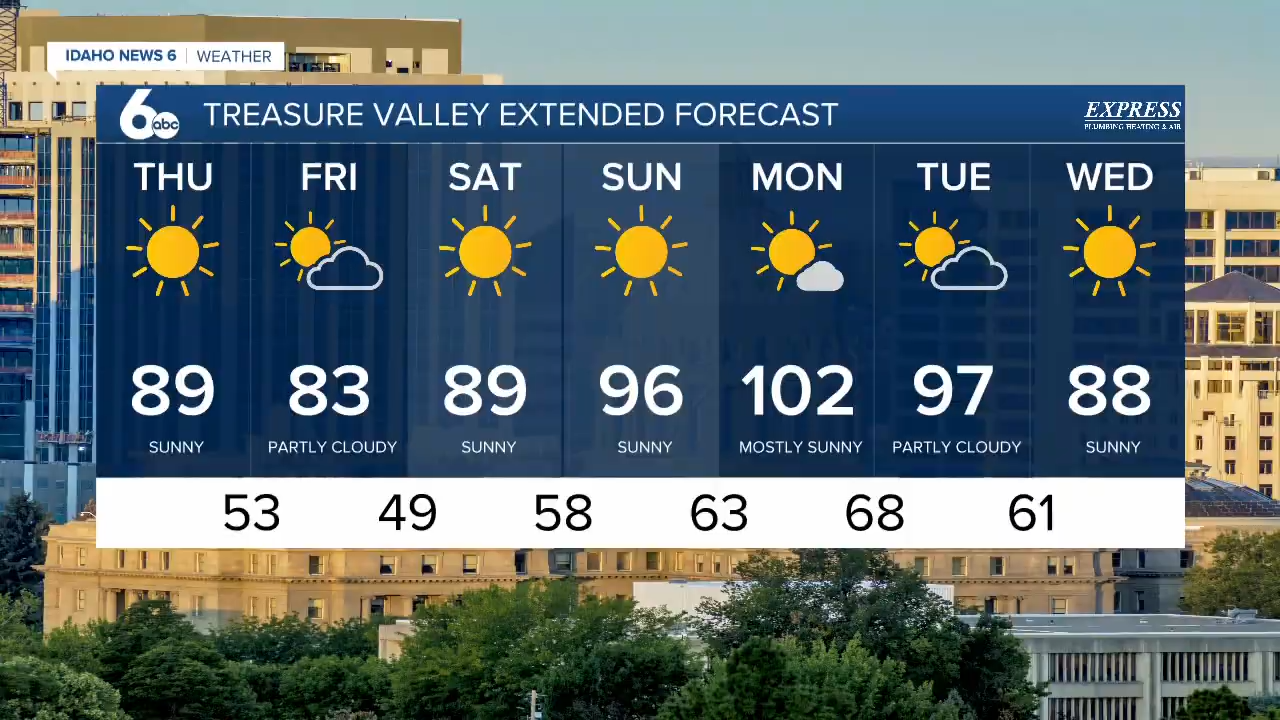 IDAHO NEWS 6 | WEATHER
6 abc TREASURE VALLEY EXTENDED FORECAST
EXPRESS
PLUMBING HEATING & AIR
THU FRI SAT SUN MON TUE WED
89 83 89 96 102 97 88
SUNNY PARTLY CLOUDY SUNNY SUNNY MOSTLY SUNNY PARTLY CLOUDY SUNNY
53 49 58 63 68 61